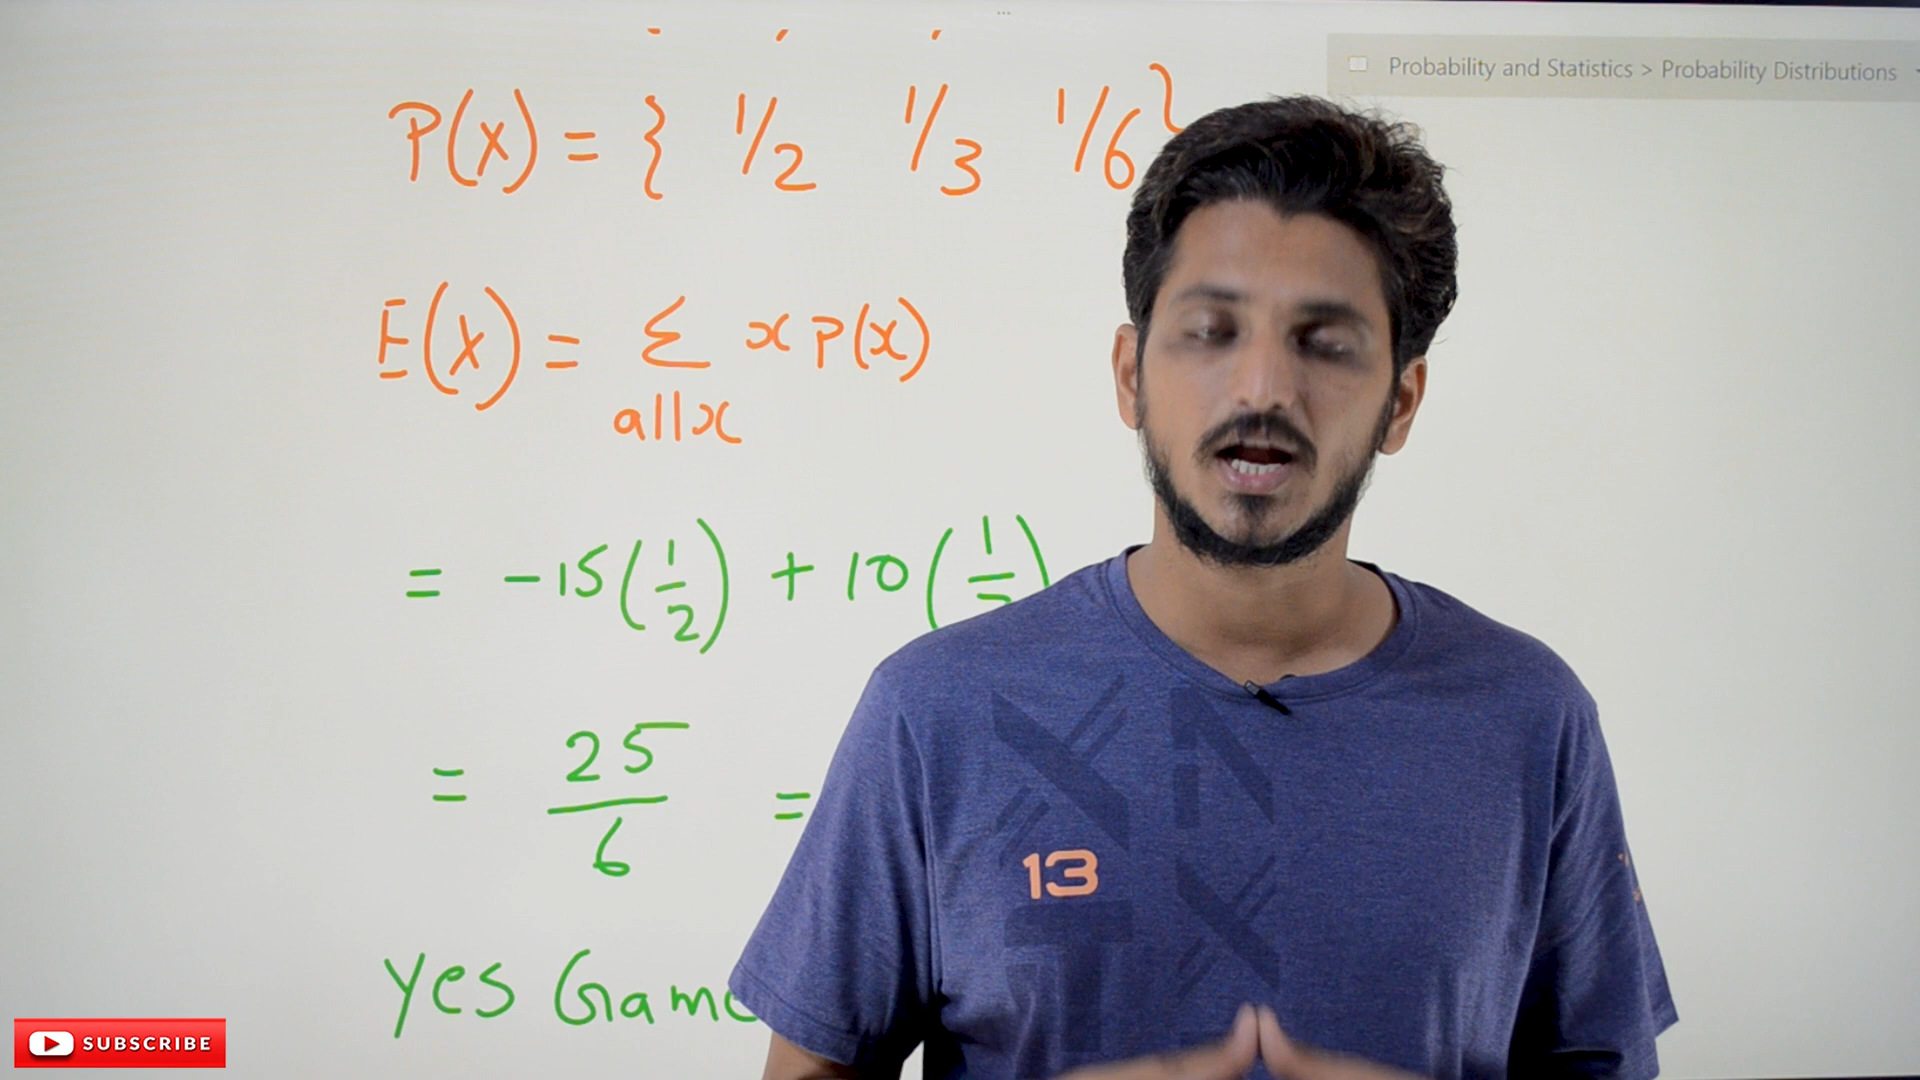 Probability and Statistics > Probability Distributions
P(X) = { 1/2 1/3 1/6 }
E(X) = Σ x P(x)
all x
= -15(1/2) + 10(1/
= 25/6 =
Yes Game
13
SUBSCRIBE